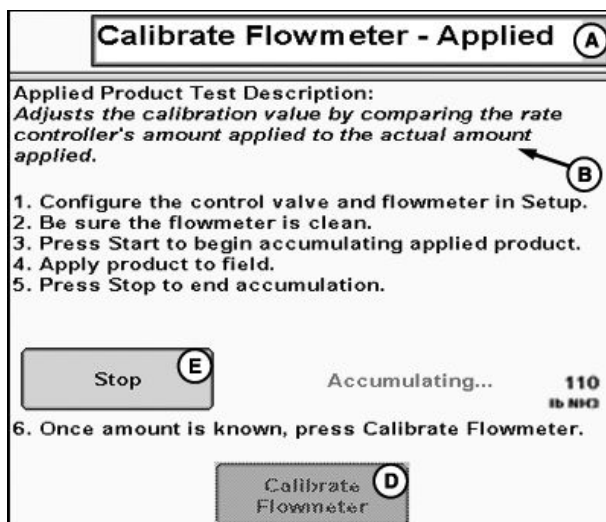 Calibrate Flowmeter - Applied A
Applied Product Test Description:
Adjusts the calibration value by comparing the rate
controller's amount applied to the actual amount
applied.
B
1. Configure the control valve and flowmeter in Setup.
2. Be sure the flowmeter is clean.
3. Press Start to begin accumulating applied product.
4. Apply product to field.
5. Press Stop to end accumulation.
Stop E Accumulating... 110
lb NH3
6. Once amount is known, press Calibrate Flowmeter.
Calibrate D
Flowmeter